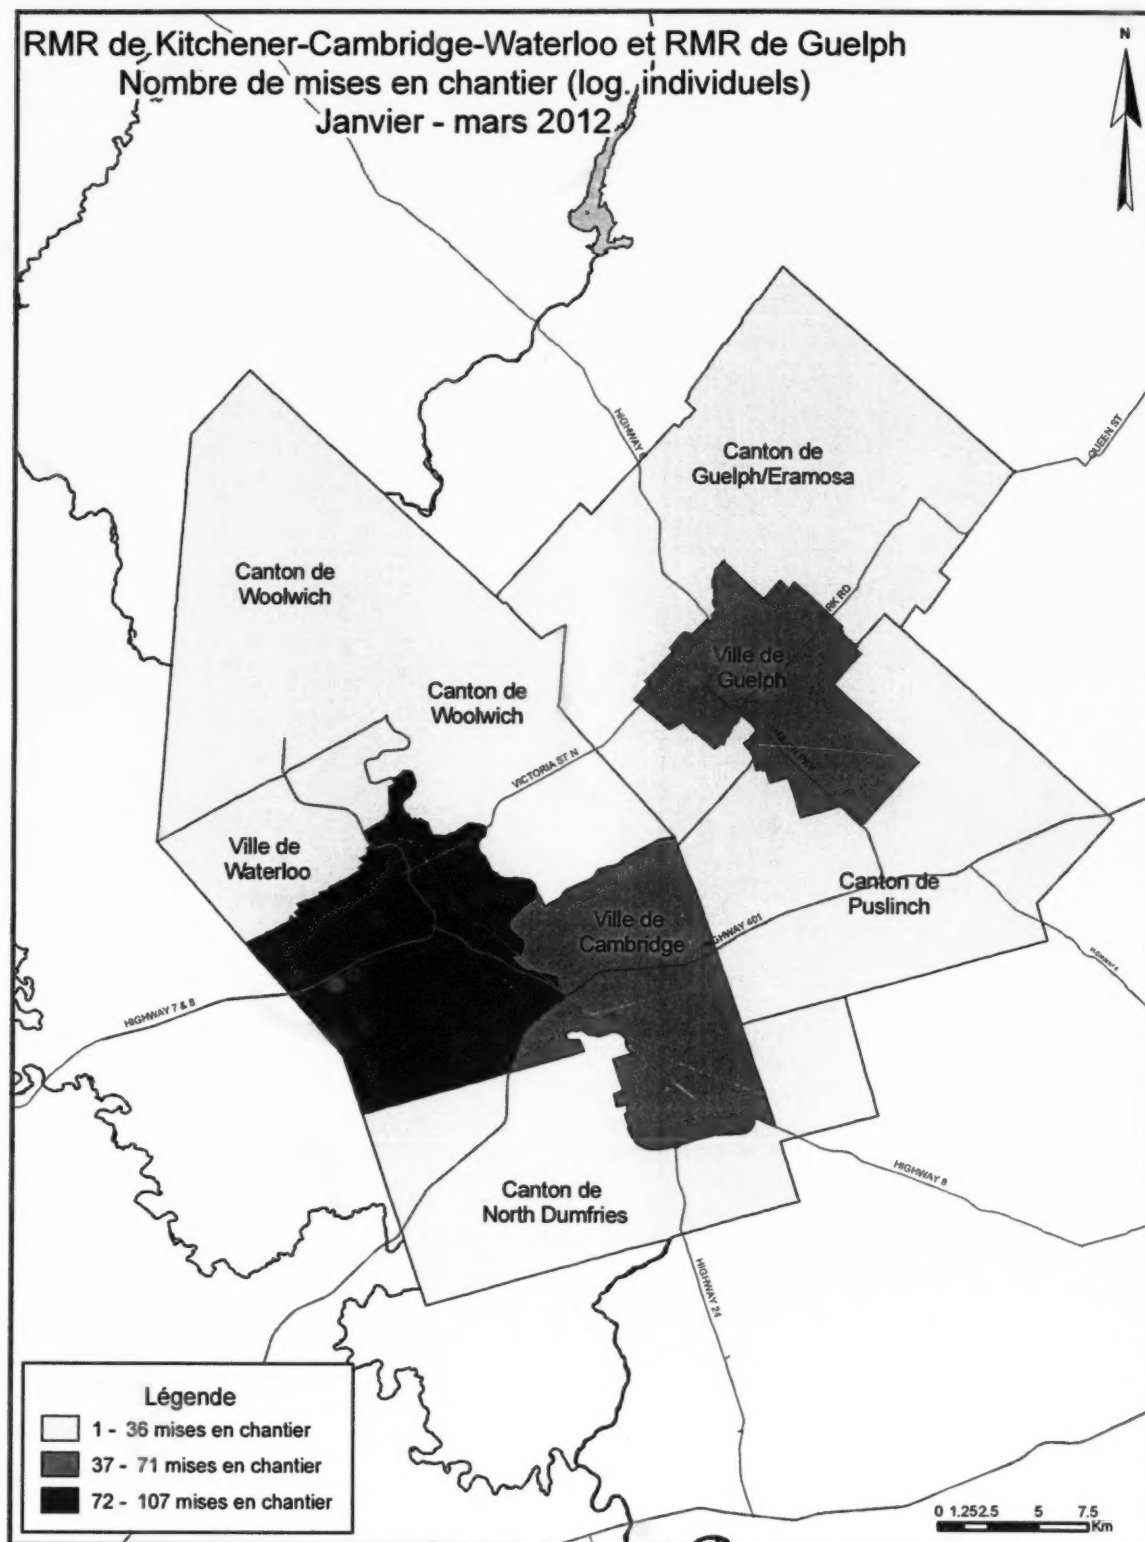 RMR de Kitchener-Cambridge-Waterloo et RMR de Guelph
Nombre de mises en chantier (log. individuels)
Janvier - mars 2012
N
HIGHWAY
QUEEN ST
Canton de
Guelph/Eramosa
Canton de
Woolwich
RK RD
Ville de
Guelph
Canton de
Woolwich
VICTORIA ST N
Ville de
Waterloo
Canton de
Puslinch
Ville de
Cambridge
GHWAY 401
HIGHWAY 7 & 8
Canton de
North Dumfries
HIGHWAY 8
HIGHWAY 24
Légende
1 - 36 mises en chantier
37 - 71 mises en chantier
72 - 107 mises en chantier
0 1.252.5 5 7.5
Km